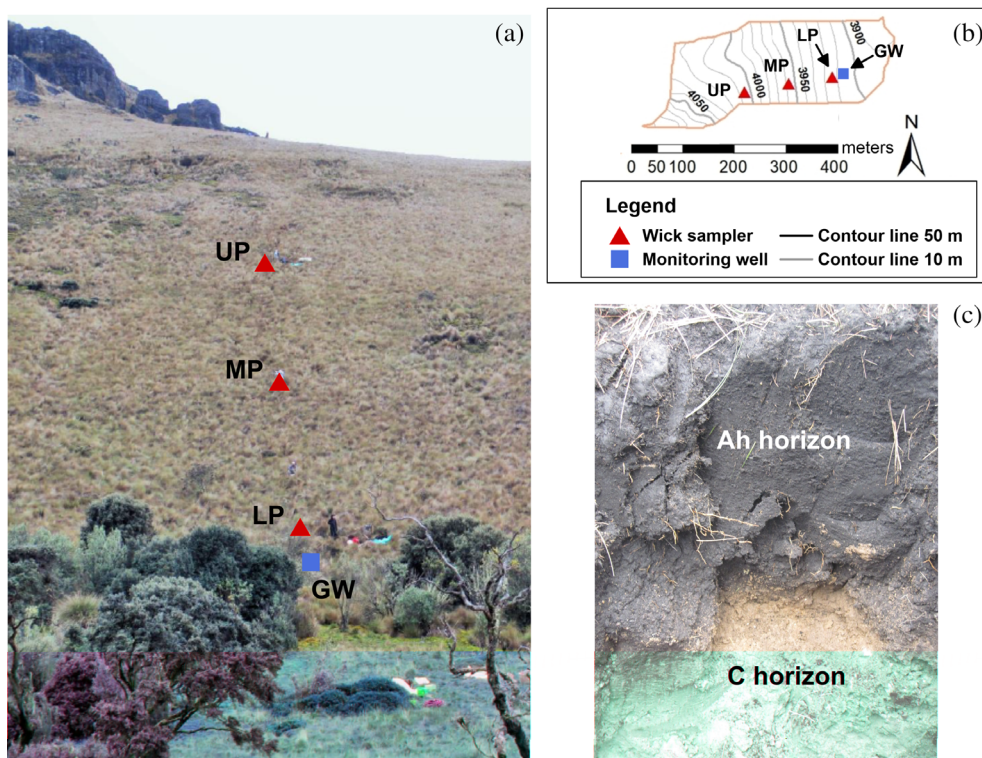 (a)
UP
MP
LP
GW
(b)
LP
3900
GW
MP
3950
UP
4000
4050
N
meters
0 50 100 200 300 400
Legend
Wick sampler
Contour line 50 m
Monitoring well
Contour line 10 m
(c)
Ah horizon
C horizon